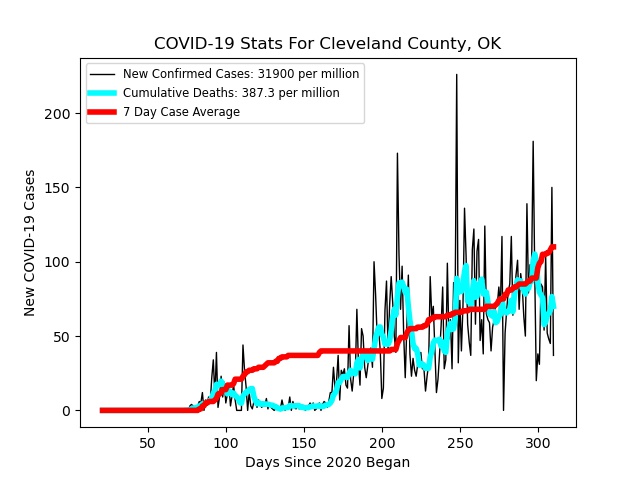 COVID-19 Stats For Cleveland County, OK
New Confirmed Cases: 31900 per million
Cumulative Deaths: 387.3 per million
7 Day Case Average
New COVID-19 Cases
200
150
100
50
0
50
100
150
200
250
300
Days Since 2020 Began